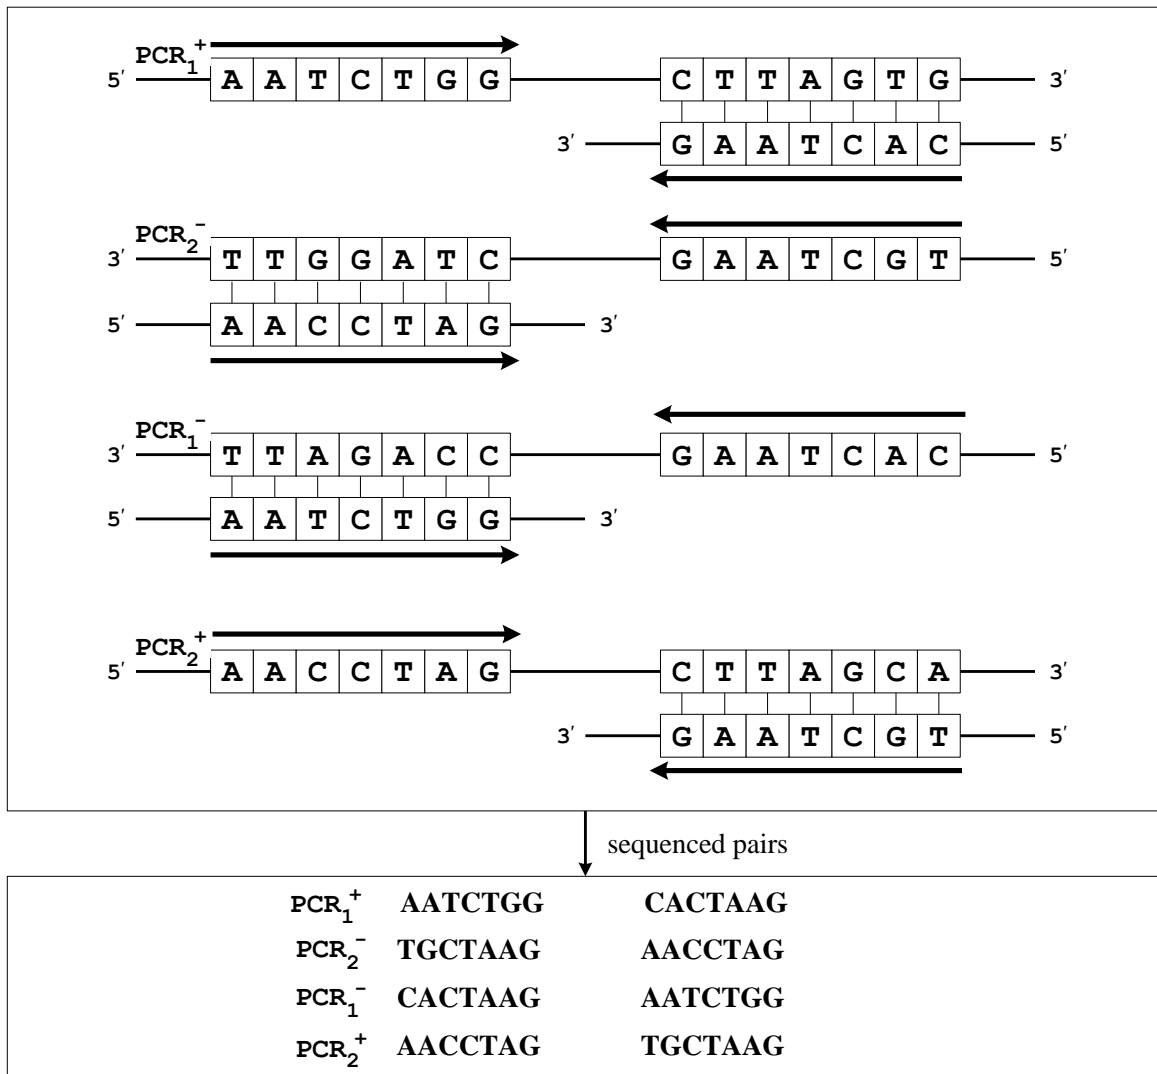 PCR₁⁺
5′ A A T C T G G C T T A G T G 3′
3′ G A A T C A C 5′
PCR₂⁻
3′ T T G G A T C G A A T C G T 5′
5′ A A C C T A G 3′
PCR₁⁻
3′ T T A G A C C G A A T C A C 5′
5′ A A T C T G G 3′
PCR₂⁺
5′ A A C C T A G C T T A G C A 3′
3′ G A A T C G T 5′
sequenced pairs
PCR₁⁺ AATCTGG CACTAAG
PCR₂⁻ TGCTAAG AACCTAG
PCR₁⁻ CACTAAG AATCTGG
PCR₂⁺ AACCTAG TGCTAAG